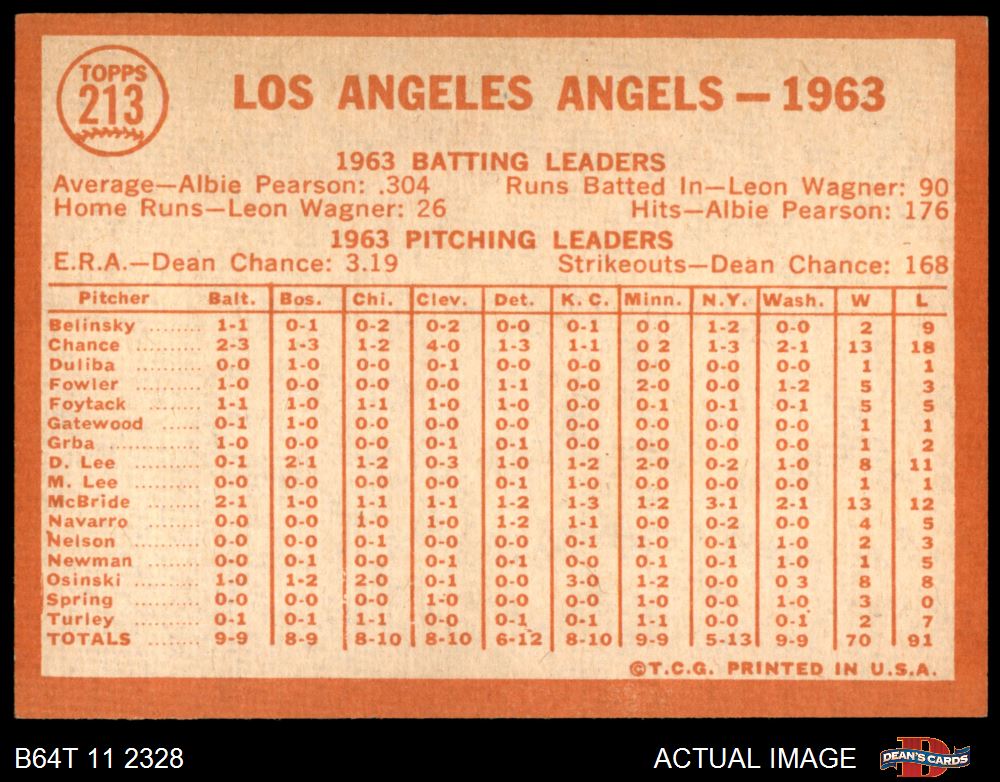 TOPPS
213
LOS ANGELES ANGELS — 1963
1963 BATTING LEADERS
Average—Albie Pearson: .304 Runs Batted In—Leon Wagner: 90
Home Runs—Leon Wagner: 26 Hits—Albie Pearson: 176
1963 PITCHING LEADERS
E.R.A.—Dean Chance: 3.19 Strikeouts—Dean Chance: 168
Pitcher Balt. Bos. Chi. Clev. Det. K. C. Minn. N.Y. Wash. W L
Belinsky ........ 1-1 0-1 0-2 0-2 0-0 0-1 0 0 1-2 0-0 2 9
Chance .......... 2-3 1-3 1-2 4-0 1-3 1-1 0 2 1-3 2-1 13 18
Duliba .......... 0-0 1-0 0-0 0-1 0-0 0-0 0-0 0-0 0-0 1 1
Fowler .......... 1-0 0-0 0-0 0-0 1-1 0-0 2-0 0-0 1-2 5 3
Foytack ........ 1-1 1-0 1-1 1-0 1-0 0-0 0-1 0-1 0-1 5 5
Gatewood ...... 0-1 1-0 0-0 0-0 0-0 0-0 0-0 0-0 0-0 1 1
Grba .............. 1-0 0-0 0-0 0-1 0-1 0-0 0-0 0-0 0-0 1 2
D. Lee .......... 0-1 2-1 1-2 0-3 1-0 1-2 2-0 0-2 1-0 8 11
M. Lee .......... 0-0 0-0 0-0 0-0 0-1 1-0 0-0 0-0 0-0 1 1
McBride ........ 2-1 1-0 1-1 1-1 1-2 1-3 1-2 3-1 2-1 13 12
Navarro ........ 0-0 0-0 1-0 1-0 1-2 1-1 0-0 0-2 0-0 4 5
Nelson .......... 0-0 0-0 0-1 0-0 0-0 0-1 1-0 0-1 1-0 2 3
Newman ........ 0-0 0-1 0-0 0-1 0-1 0-0 0-1 0-1 1-0 1 5
Osinski .......... 1-0 1-2 2-0 0-1 0-0 3-0 1-2 0-0 0 3 8 8
Spring .......... 0-0 0-0 0-0 1-0 0-0 0-0 1-0 0-0 1-0 3 0
Turley .......... 0-1 0-1 1-1 0-0 0-1 0-1 1-1 0-0 0-1 2 7
TOTALS 9-9 8-9 8-10 8-10 6-12 8-10 9-9 5-13 9-9 70 91
©T.C.G. PRINTED IN U.S.A.
B64T 11 2328 ACTUAL IMAGE DEAN'S CARDS